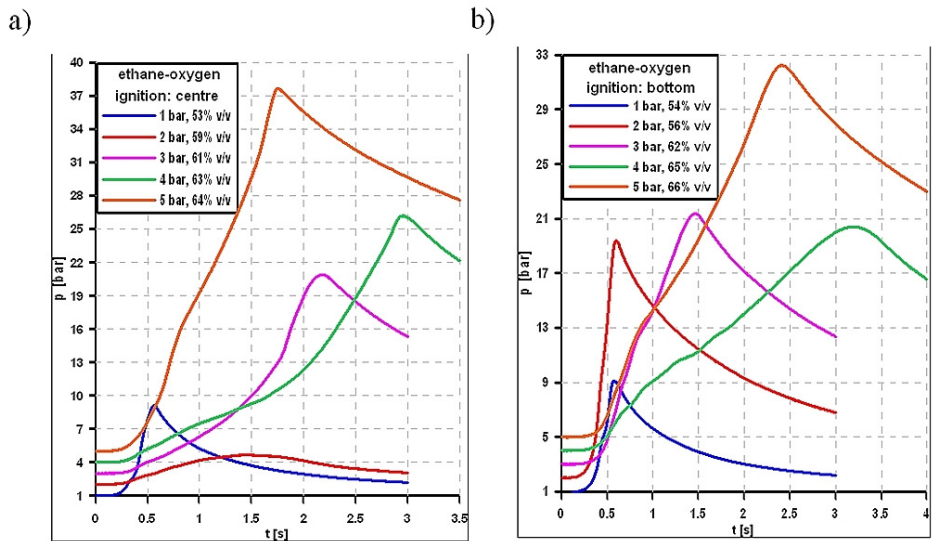 a)
40
37
34
31
28
25
22
19
16
13
10
7
4
1
p [bar]
ethane-oxygen
ignition: centre
1 bar, 53% v/v
2 bar, 59% v/v
3 bar, 61% v/v
4 bar, 63% v/v
5 bar, 64% v/v
0 0.5 1 1.5 2 2.5 3 3.5
t [s]
b)
33
29
25
21
17
13
9
5
1
p [bar]
ethane-oxygen
ignition: bottom
1 bar, 54% v/v
2 bar, 56% v/v
3 bar, 62% v/v
4 bar, 65% v/v
5 bar, 66% v/v
0 0.5 1 1.5 2 2.5 3 3.5 4
t [s]